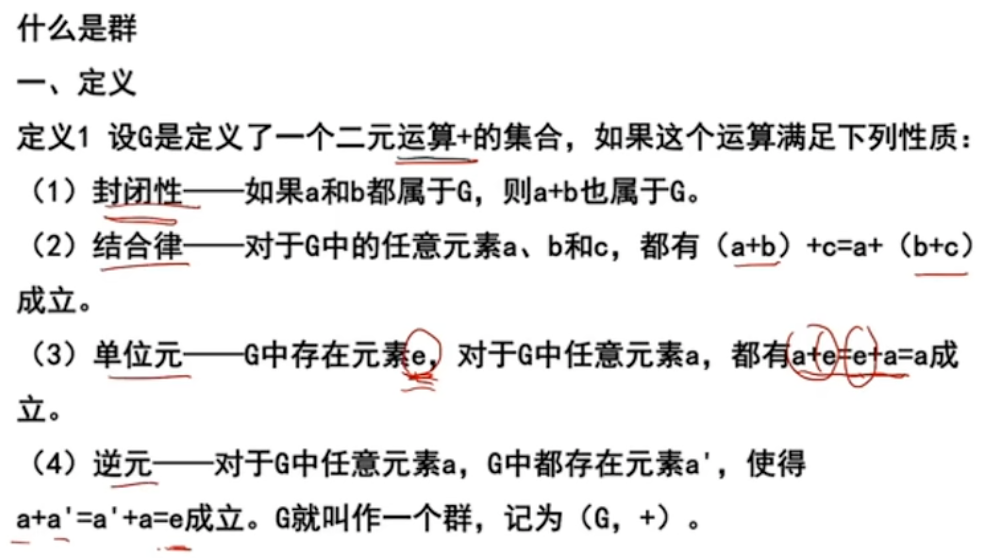 什么是群
一、定义
定义1 设G是定义了一个二元运算+的集合，如果这个运算满足下列性质：
（1）封闭性——如果a和b都属于G，则a+b也属于G。
（2）结合律——对于G中的任意元素a、b和c，都有（a+b）+c=a+（b+c）
成立。
（3）单位元——G中存在元素e，对于G中任意元素a，都有a+e=e+a=a成
立。
（4）逆元——对于G中任意元素a，G中都存在元素a'，使得
a+a'=a'+a=e成立。G就叫作一个群，记为（G，+）。